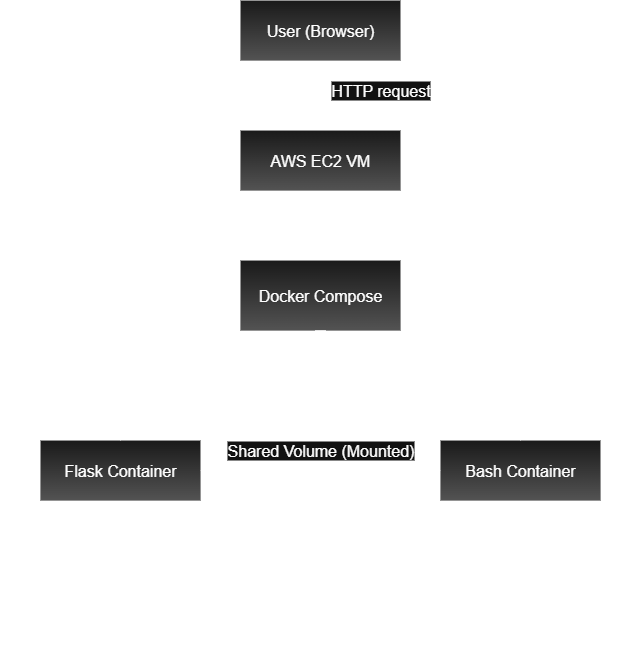 User (Browser)
HTTP request
AWS EC2 VM
Docker Compose
Flask Container
Shared Volume (Mounted)
Bash Container